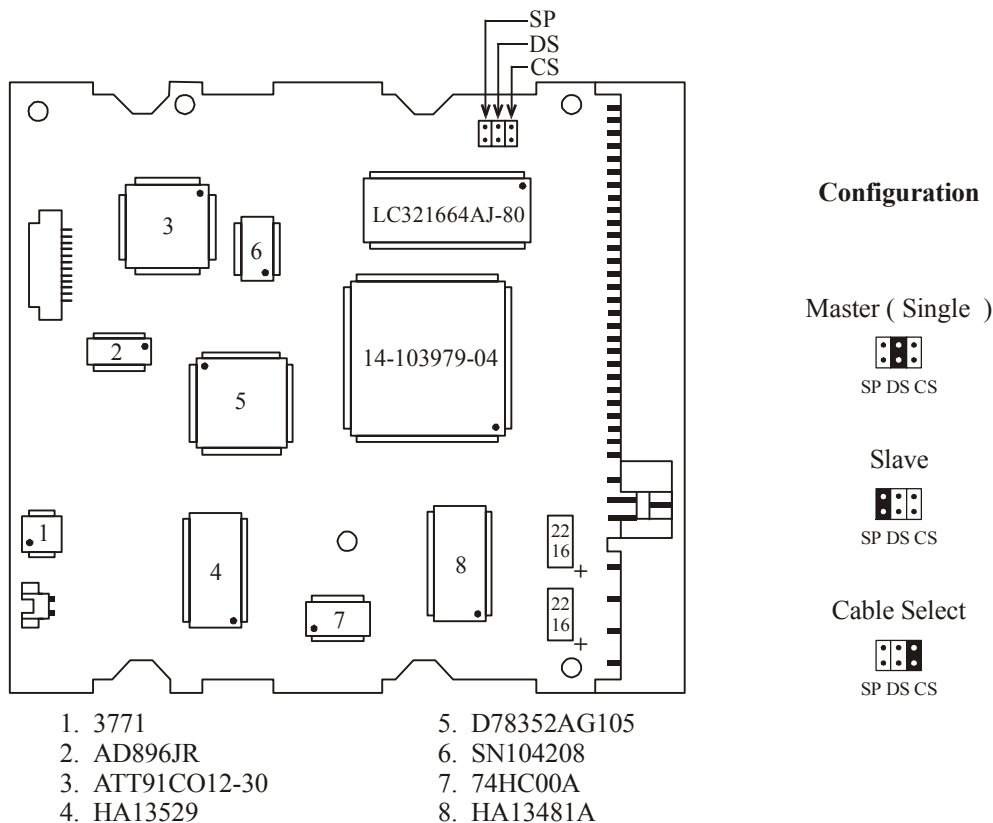 SP
DS
CS
3
6
LC321664AJ-80
Configuration
2
5
14-103979-04
Master ( Single )
SP DS CS
Slave
SP DS CS
1
4
8
22
16
+
7
22
16
+
Cable Select
SP DS CS
1. 3771
2. AD896JR
3. ATT91CO12-30
4. HA13529
5. D78352AG105
6. SN104208
7. 74HC00A
8. HA13481A